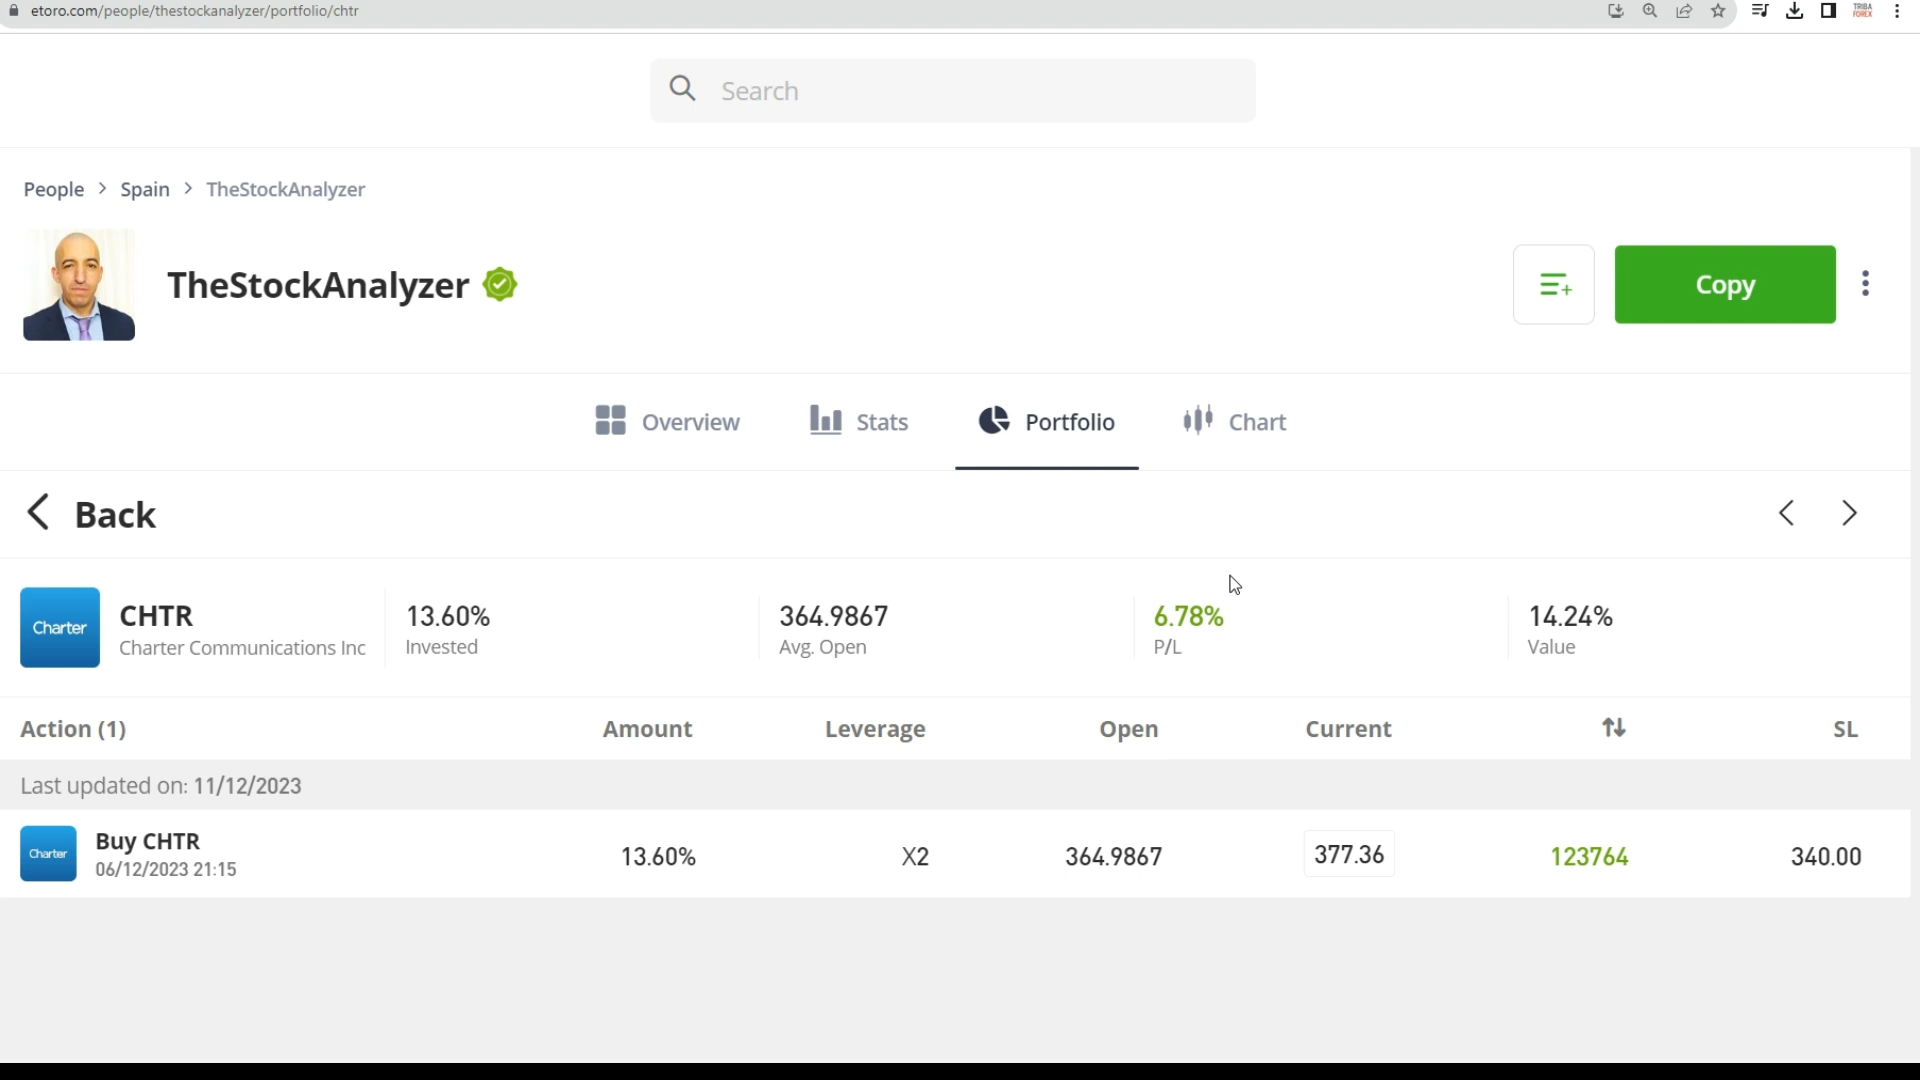 etoro.com/people/thestockanalyzer/portfolio/chtr
TRIBA
FOREX
Search
People > Spain > TheStockAnalyzer
TheStockAnalyzer
Copy
Overview Stats Portfolio Chart
Back
Charter
CHTR 13.60% 364.9867 6.78% 14.24%
Charter Communications Inc Invested Avg. Open P/L Value
Action (1) Amount Leverage Open Current SL
Last updated on: 11/12/2023
Charter
Buy CHTR 13.60% X2 364.9867 377.36 123764 340.00
06/12/2023 21:15